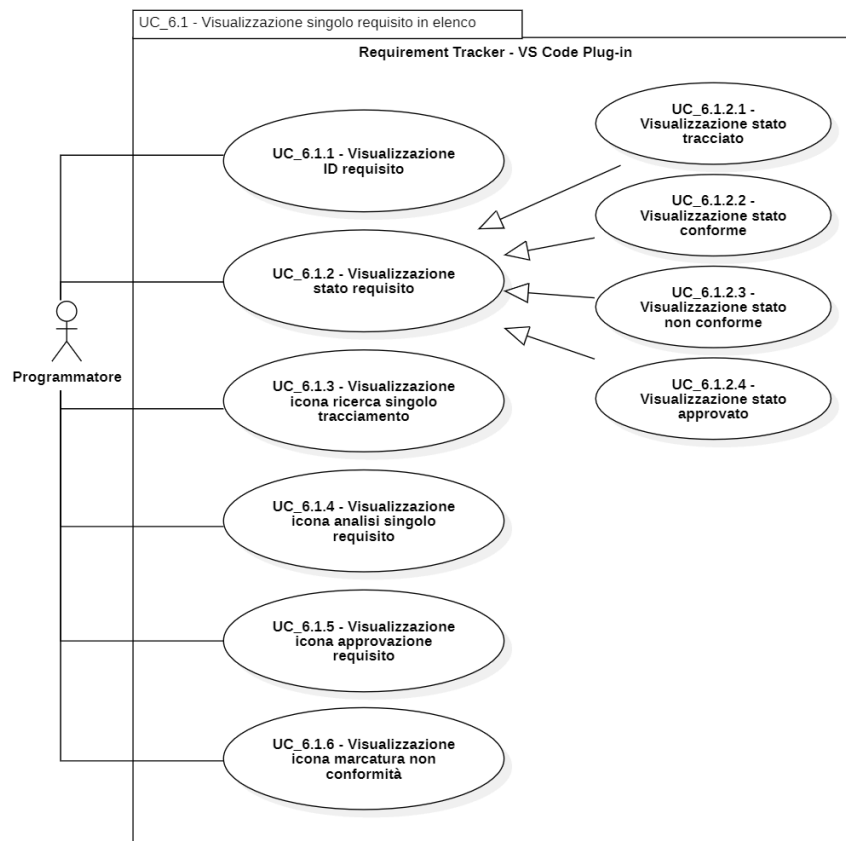 UC_6.1 - Visualizzazione singolo requisito in elenco
Requirement Tracker - VS Code Plug-in
UC_6.1.1 - Visualizzazione
ID requisito
UC_6.1.2 - Visualizzazione
stato requisito
UC_6.1.2.1 -
Visualizzazione stato
tracciato
UC_6.1.2.2 -
Visualizzazione stato
conforme
UC_6.1.2.3 -
Visualizzazione stato
non conforme
UC_6.1.2.4 -
Visualizzazione stato
approvato
Programmatore
UC_6.1.3 - Visualizzazione
icona ricerca singolo
tracciamento
UC_6.1.4 - Visualizzazione
icona analisi singolo
requisito
UC_6.1.5 - Visualizzazione
icona approvazione
requisito
UC_6.1.6 - Visualizzazione
icona marcatura non
conformità